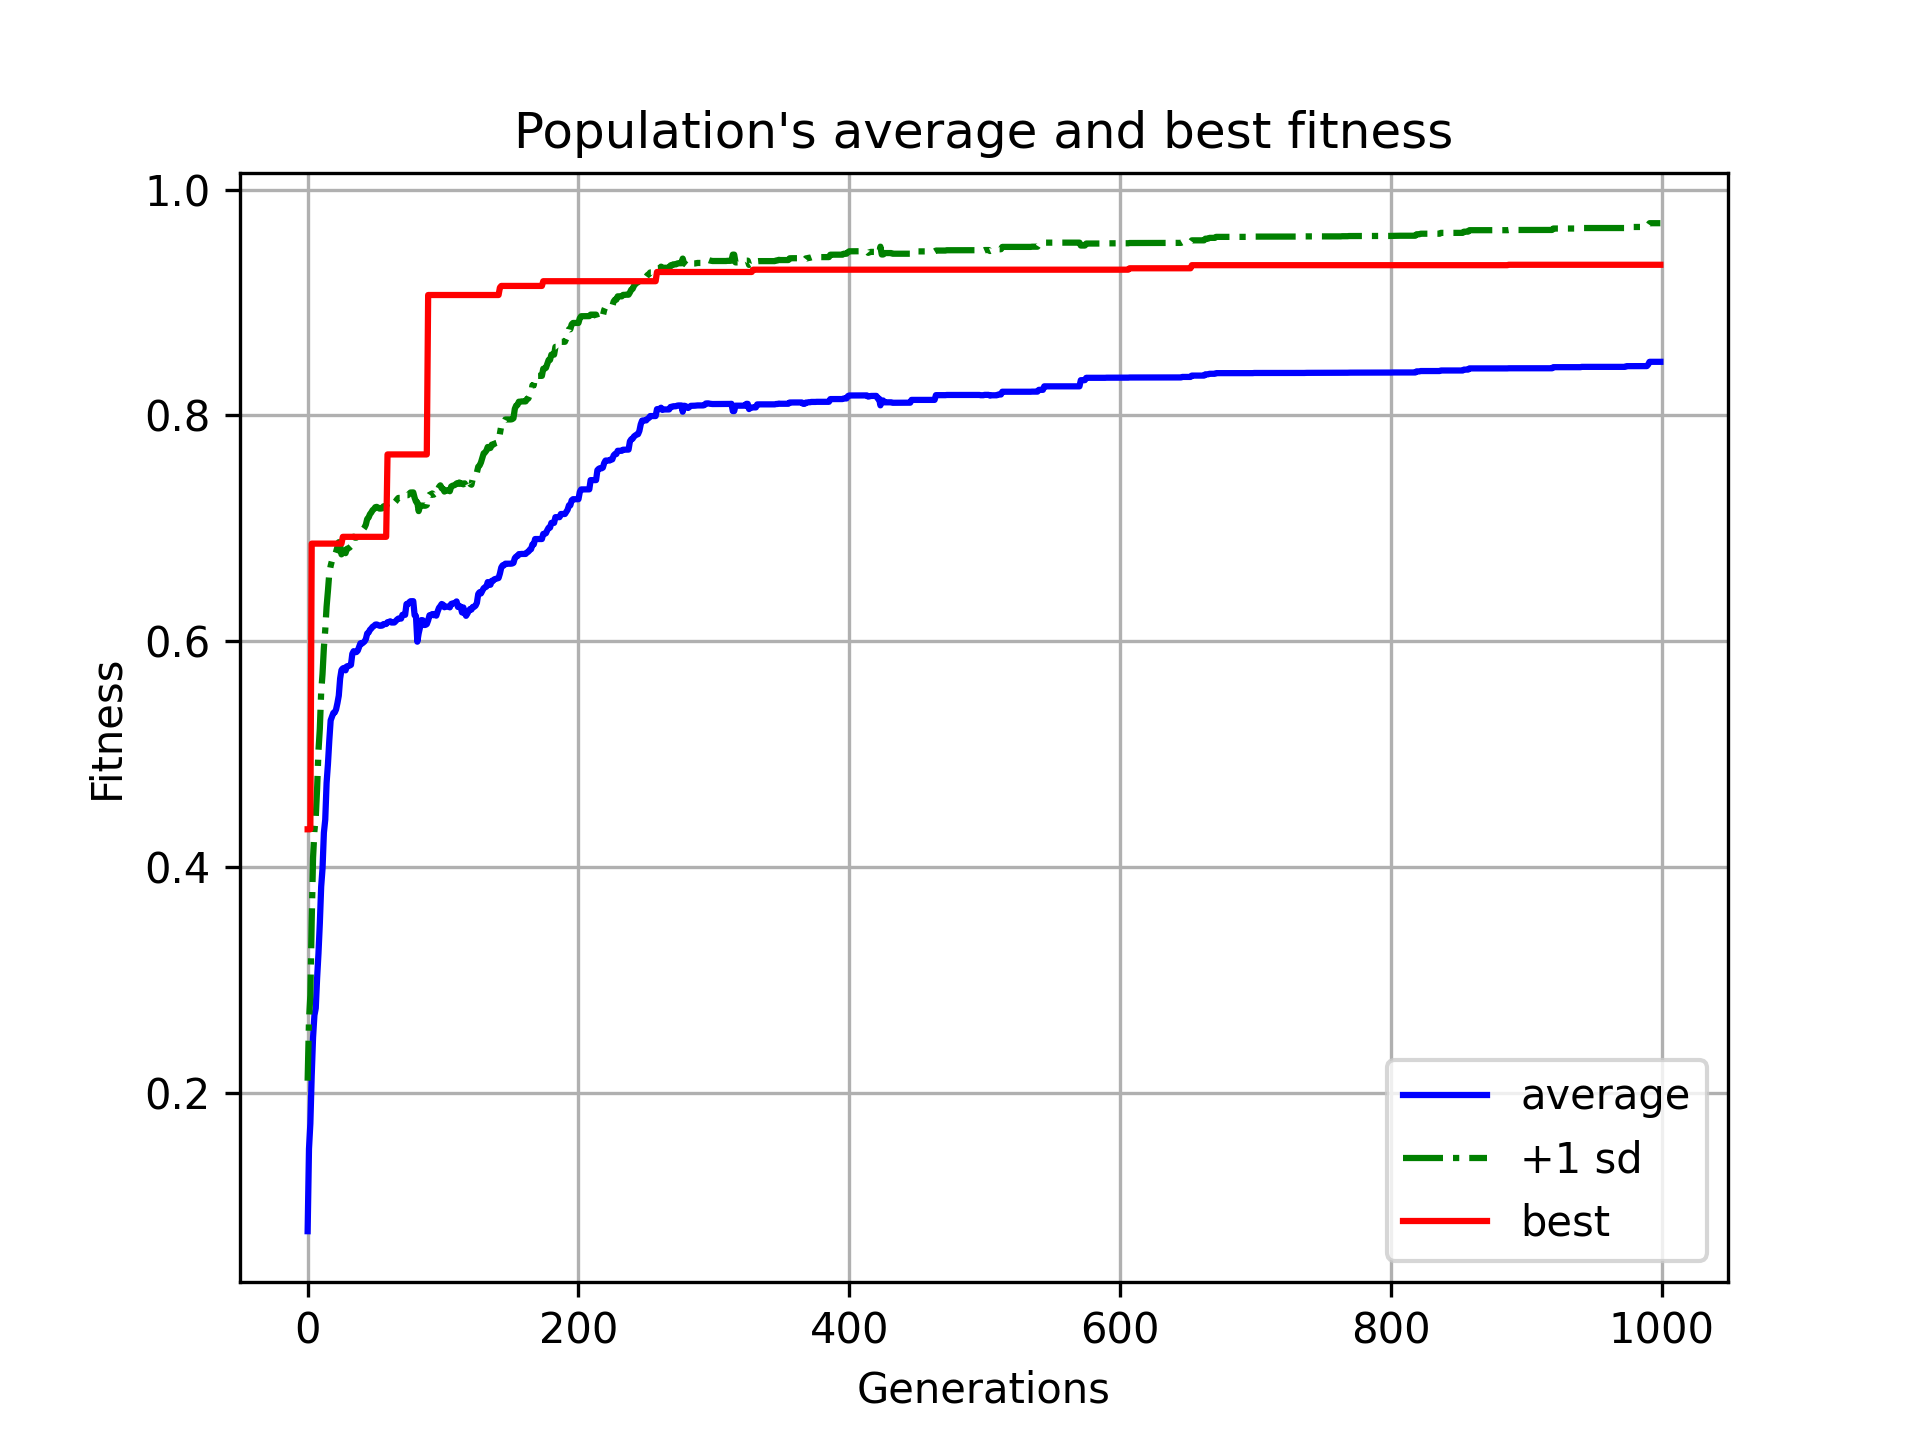 Population's average and best fitness
1.0
0.8
0.6
0.4
0.2
Fitness
0 200 400 600 800 1000
Generations
average
+1 sd
best